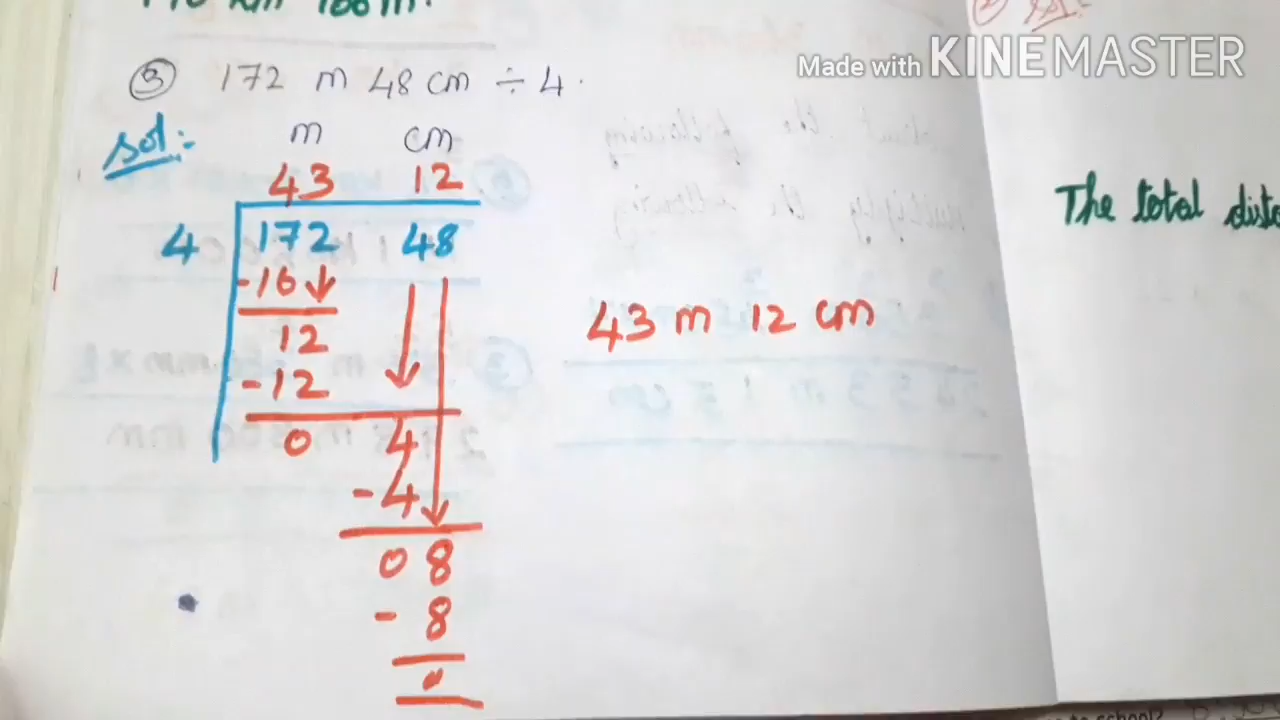 Made with KINEMASTER
③ 172 m 48 cm ÷ 4.
Sol:-
m cm
43 12
4 172 48
-16
12
-12
0 4
-4
08
- 8
0
43 m 12 cm
The total